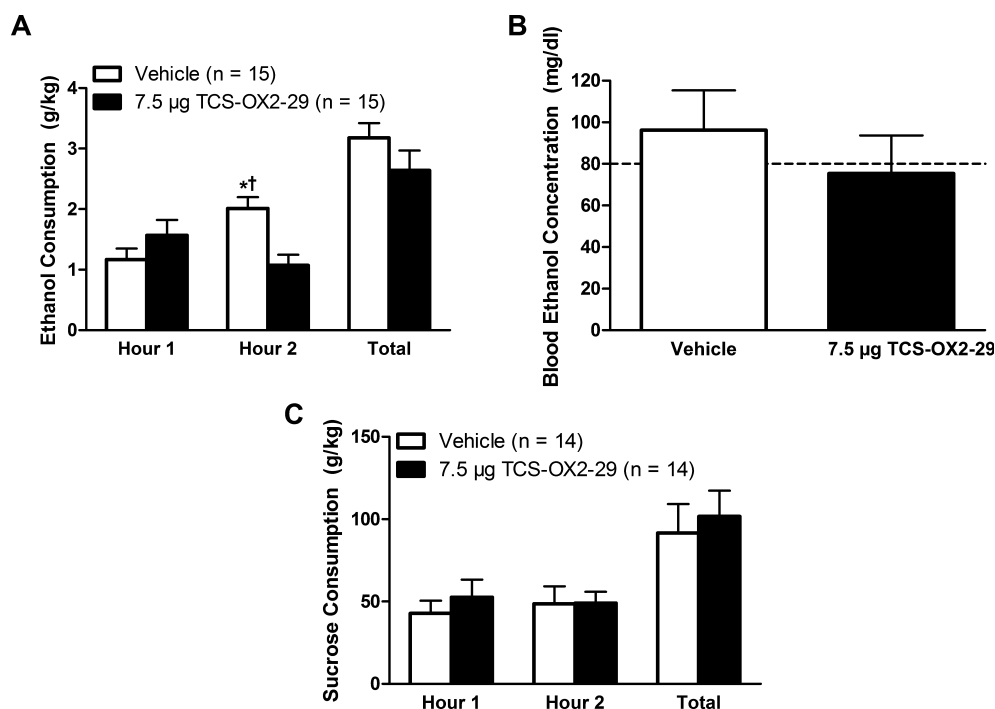 A
Vehicle (n = 15)
7.5 µg TCS-OX2-29 (n = 15)
Ethanol Consumption (g/kg)
4
3
2
1
0
*†
Hour 1
Hour 2
Total
B
Blood Ethanol Concentration (mg/dl)
120
100
80
60
40
20
0
Vehicle
7.5 µg TCS-OX2-29
C
Vehicle (n = 14)
7.5 µg TCS-OX2-29 (n = 14)
Sucrose Consumption (g/kg)
150
100
50
0
Hour 1
Hour 2
Total